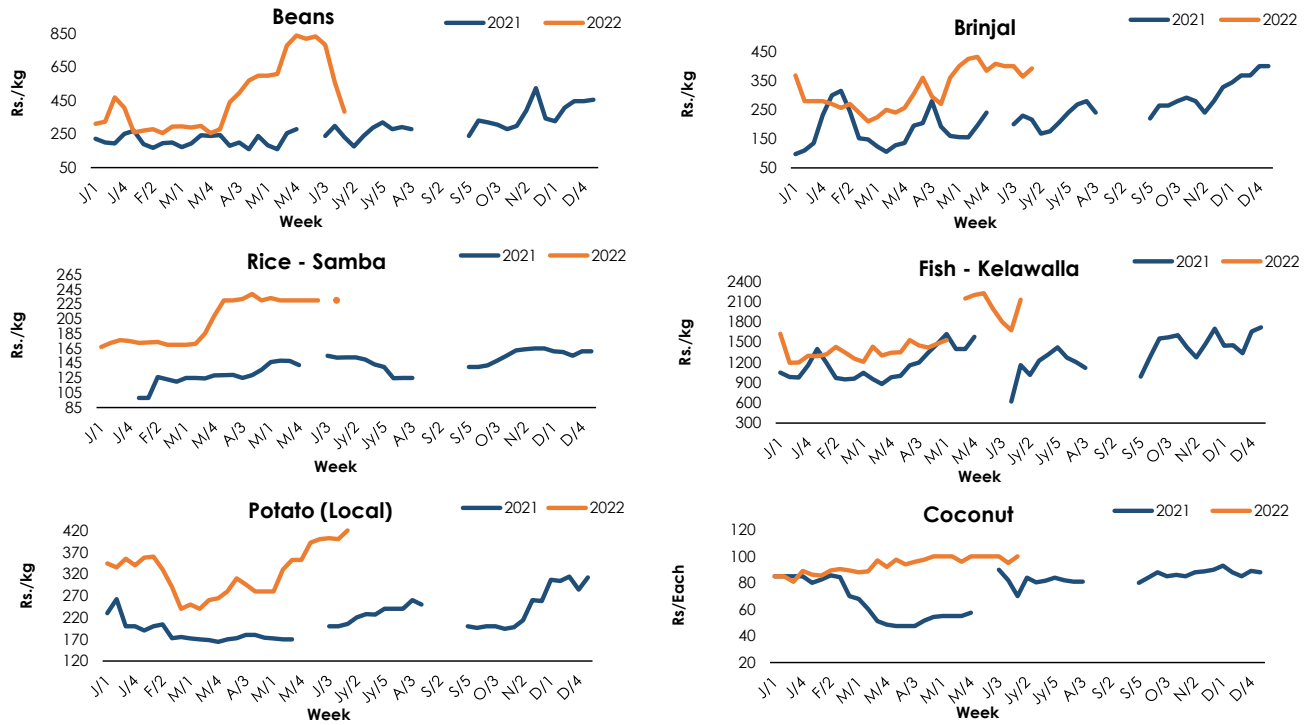 Beans
2021 2022
Rs./kg
850
650
450
250
50
J/1 J/4 F/2 M/1 M/4 A/3 M/1 M/4 J/3 Jy/2 Jy/5 A/3 S/2 S/5 O/3 N/2 D/1 D/4
Week
Brinjal
2021 2022
Rs./kg
450
350
250
150
50
J/1 J/4 F/2 M/1 M/4 A/3 M/1 M/4 J/3 Jy/2 Jy/5 A/3 S/2 S/5 O/3 N/2 D/1 D/4
Week
Rice - Samba
2021 2022
Rs./kg
265
245
225
205
185
165
145
125
105
85
J/1 J/4 F/2 M/1 M/4 A/3 M/1 M/4 J/3 Jy/2 Jy/5 A/3 S/2 S/5 O/3 N/2 D/1 D/4
Week
Fish - Kelawalla
2021 2022
Rs./kg
2400
2100
1800
1500
1200
900
600
300
J/1 J/4 F/2 M/1 M/4 A/3 M/1 M/4 J/3 Jy/2 Jy/5 A/3 S/2 S/5 O/3 N/2 D/1 D/4
Week
Potato (Local)
2021 2022
Rs./kg
420
370
320
270
220
170
120
J/1 J/4 F/2 M/1 M/4 A/3 M/1 M/4 J/3 Jy/2 Jy/5 A/3 S/2 S/5 O/3 N/2 D/1 D/4
Week
Coconut
2021 2022
Rs/Each
120
100
80
60
40
20
J/1 J/4 F/2 M/1 M/4 A/3 M/1 M/4 J/3 Jy/2 Jy/5 A/3 S/2 S/5 O/3 N/2 D/1 D/4
Week